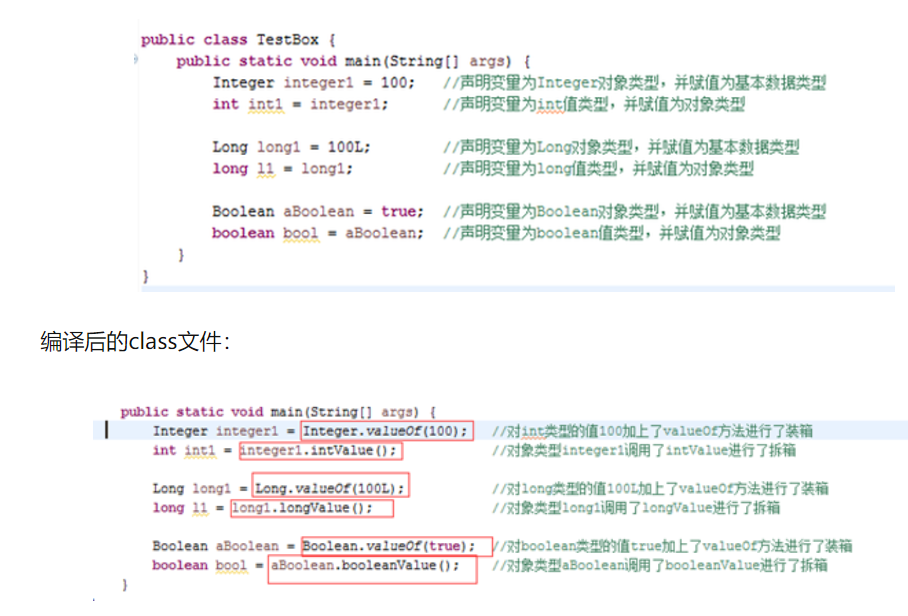 public class TestBox {
public static void main(String[] args) {
Integer integer1 = 100; //声明变量为Integer对象类型，并赋值为基本数据类型
int int1 = integer1; //声明变量为int值类型，并赋值为对象类型
Long long1 = 100L; //声明变量为Long对象类型，并赋值为基本数据类型
long l1 = long1; //声明变量为long值类型，并赋值为对象类型
Boolean aBoolean = true; //声明变量为Boolean对象类型，并赋值为基本数据类型
boolean bool = aBoolean; //声明变量为boolean值类型，并赋值为对象类型
}
}
编译后的class文件：
public static void main(String[] args) {
Integer integer1 = Integer.valueOf(100); //对int类型的值100加上了valueOf方法进行了装箱
int int1 = integer1.intValue(); //对象类型integer1调用了intValue进行了拆箱
Long long1 = Long.valueOf(100L); //对long类型的值100L加上了valueOf方法进行了装箱
long l1 = long1.longValue(); //对象类型long1调用了longValue进行了拆箱
Boolean aBoolean = Boolean.valueOf(true); //对boolean类型的值true加上了valueOf方法进行了装箱
boolean bool = aBoolean.booleanValue(); //对象类型aBoolean调用了booleanValue进行了拆箱
}